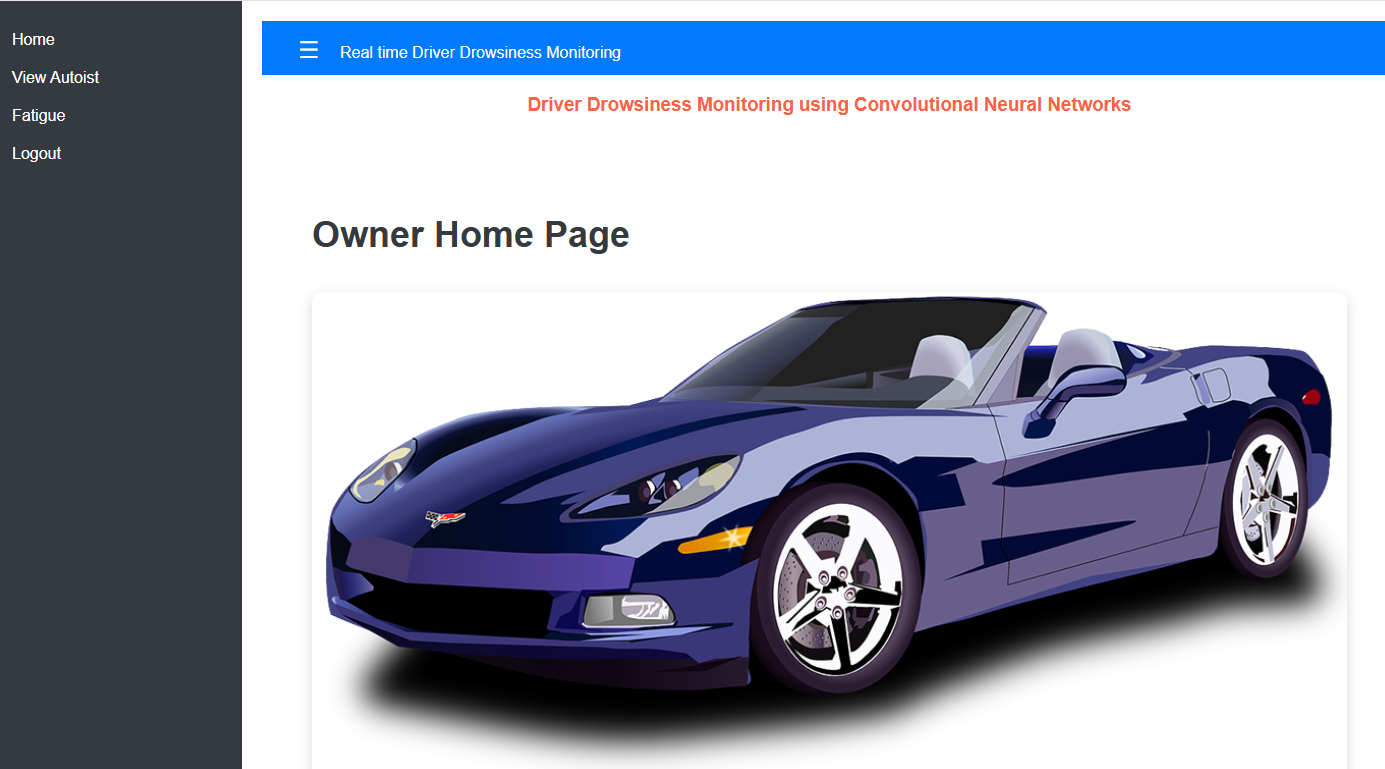 Home
View Autoist
Fatigue
Logout
☰ Real time Driver Drowsiness Monitoring
Driver Drowsiness Monitoring using Convolutional Neural Networks
Owner Home Page